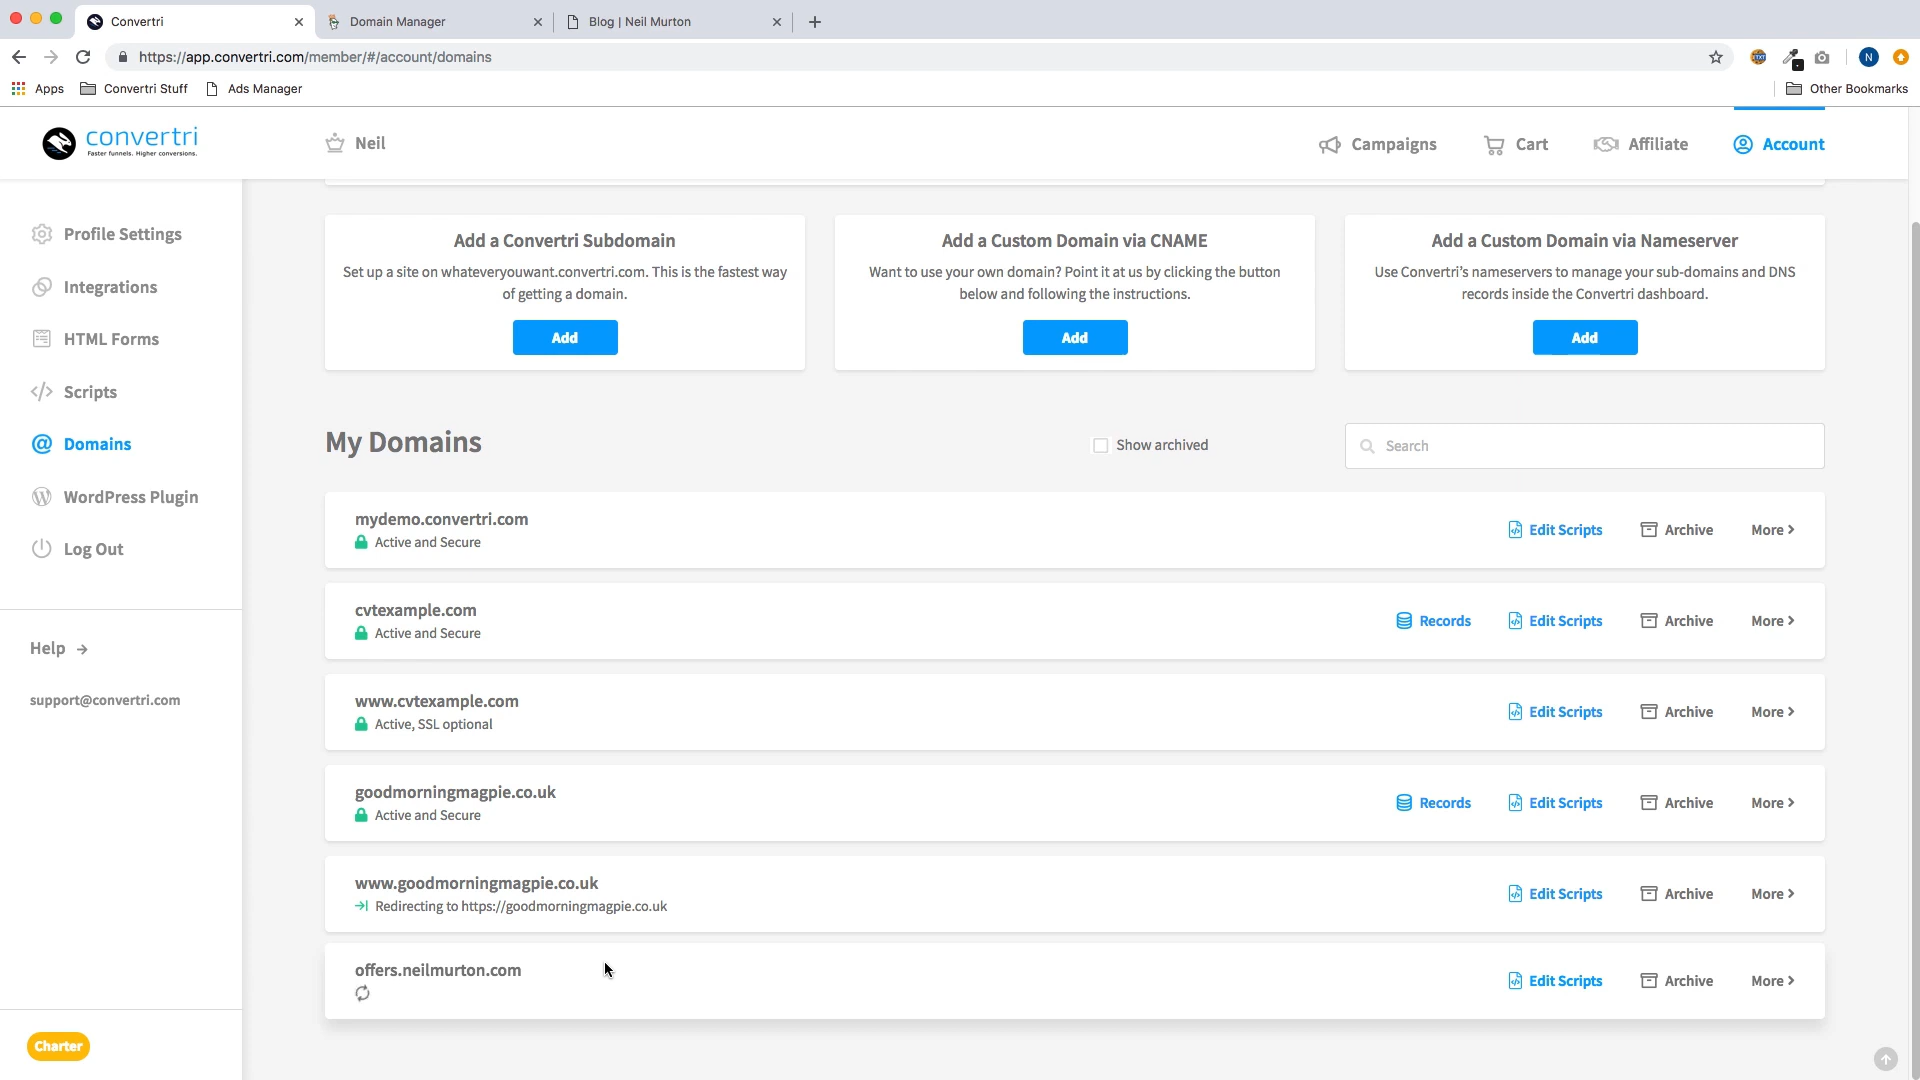 Convertri
Domain Manager
Blog | Neil Murton
https://app.convertri.com/member/#/account/domains
N
Apps
Convertri Stuff
Ads Manager
Other Bookmarks
convertri
Faster funnels. Higher conversions.
Neil
Campaigns
Cart
Affiliate
Account
Profile Settings
Integrations
HTML Forms
Scripts
Domains
WordPress Plugin
Log Out
Help
support@convertri.com
Charter
Add a Convertri Subdomain
Set up a site on whateveryouwant.convertri.com. This is the fastest way
of getting a domain.
Add
Add a Custom Domain via CNAME
Want to use your own domain? Point it at us by clicking the button
below and following the instructions.
Add
Add a Custom Domain via Nameserver
Use Convertri's nameservers to manage your sub-domains and DNS
records inside the Convertri dashboard.
Add
My Domains
Show archived
Search
mydemo.convertri.com
Active and Secure
Edit Scripts
Archive
More
cvtexample.com
Active and Secure
Records
Edit Scripts
Archive
More
www.cvtexample.com
Active, SSL optional
Edit Scripts
Archive
More
goodmorningmagpie.co.uk
Active and Secure
Records
Edit Scripts
Archive
More
www.goodmorningmagpie.co.uk
Redirecting to https://goodmorningmagpie.co.uk
Edit Scripts
Archive
More
offers.neilmurton.com
Edit Scripts
Archive
More